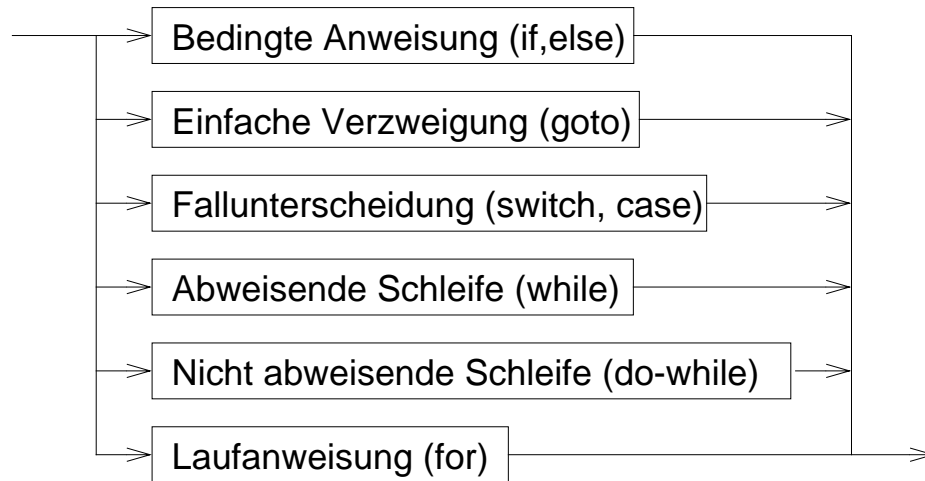 Bedingte Anweisung (if,else)
Einfache Verzweigung (goto)
Fallunterscheidung (switch, case)
Abweisende Schleife (while)
Nicht abweisende Schleife (do-while)
Laufanweisung (for)